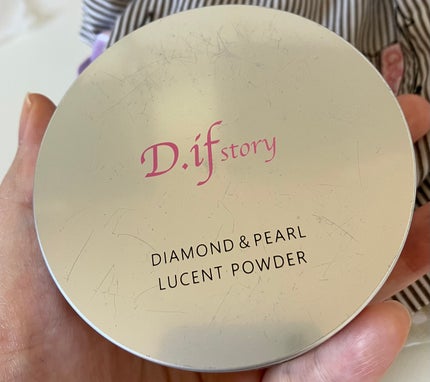 D.if story
DIAMOND & PEARL
LUCENT POWDER